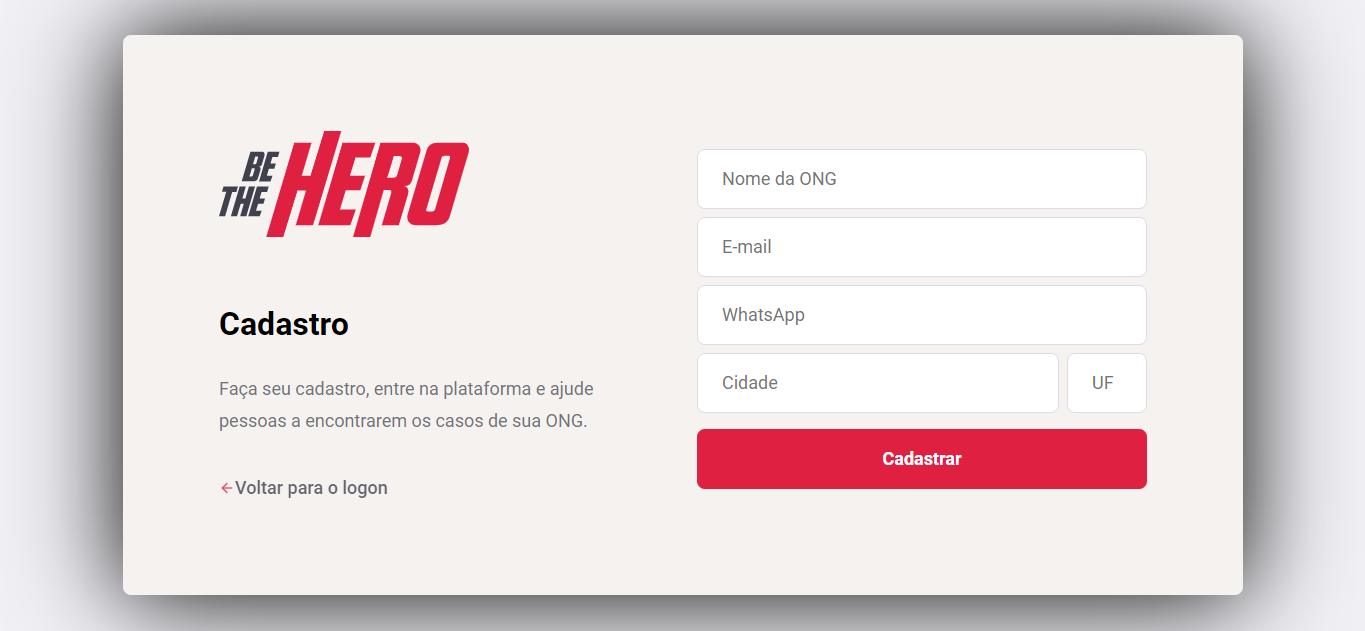 BE
THE HERO
Cadastro
Faça seu cadastro, entre na plataforma e ajude
pessoas a encontrarem os casos de sua ONG.
←Voltar para o logon
Nome da ONG
E-mail
WhatsApp
Cidade
UF
Cadastrar